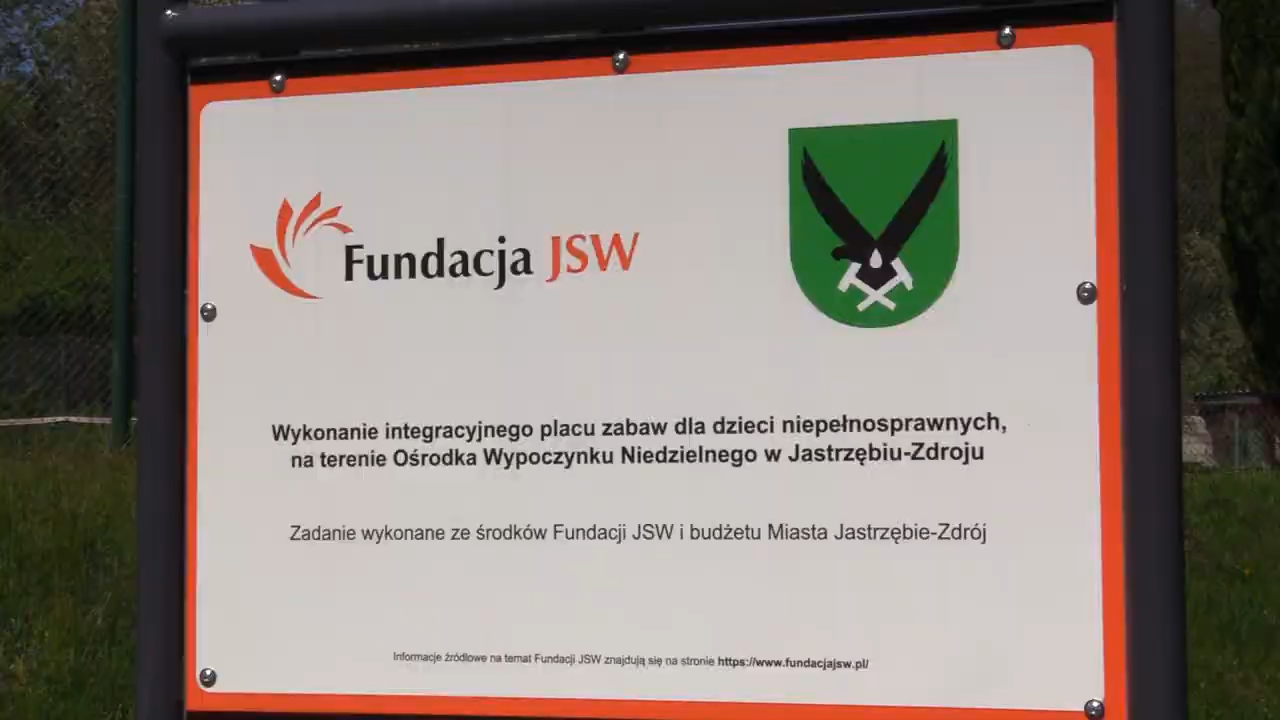 Fundacja JSW
Wykonanie integracyjnego placu zabaw dla dzieci niepełnosprawnych,
na terenie Ośrodka Wypoczynku Niedzielnego w Jastrzębiu-Zdroju
Zadanie wykonane ze środków Fundacji JSW i budżetu Miasta Jastrzębie-Zdrój
Informacje źródłowe na temat Fundacji JSW znajdują się na stronie https://www.fundacjajsw.pl/